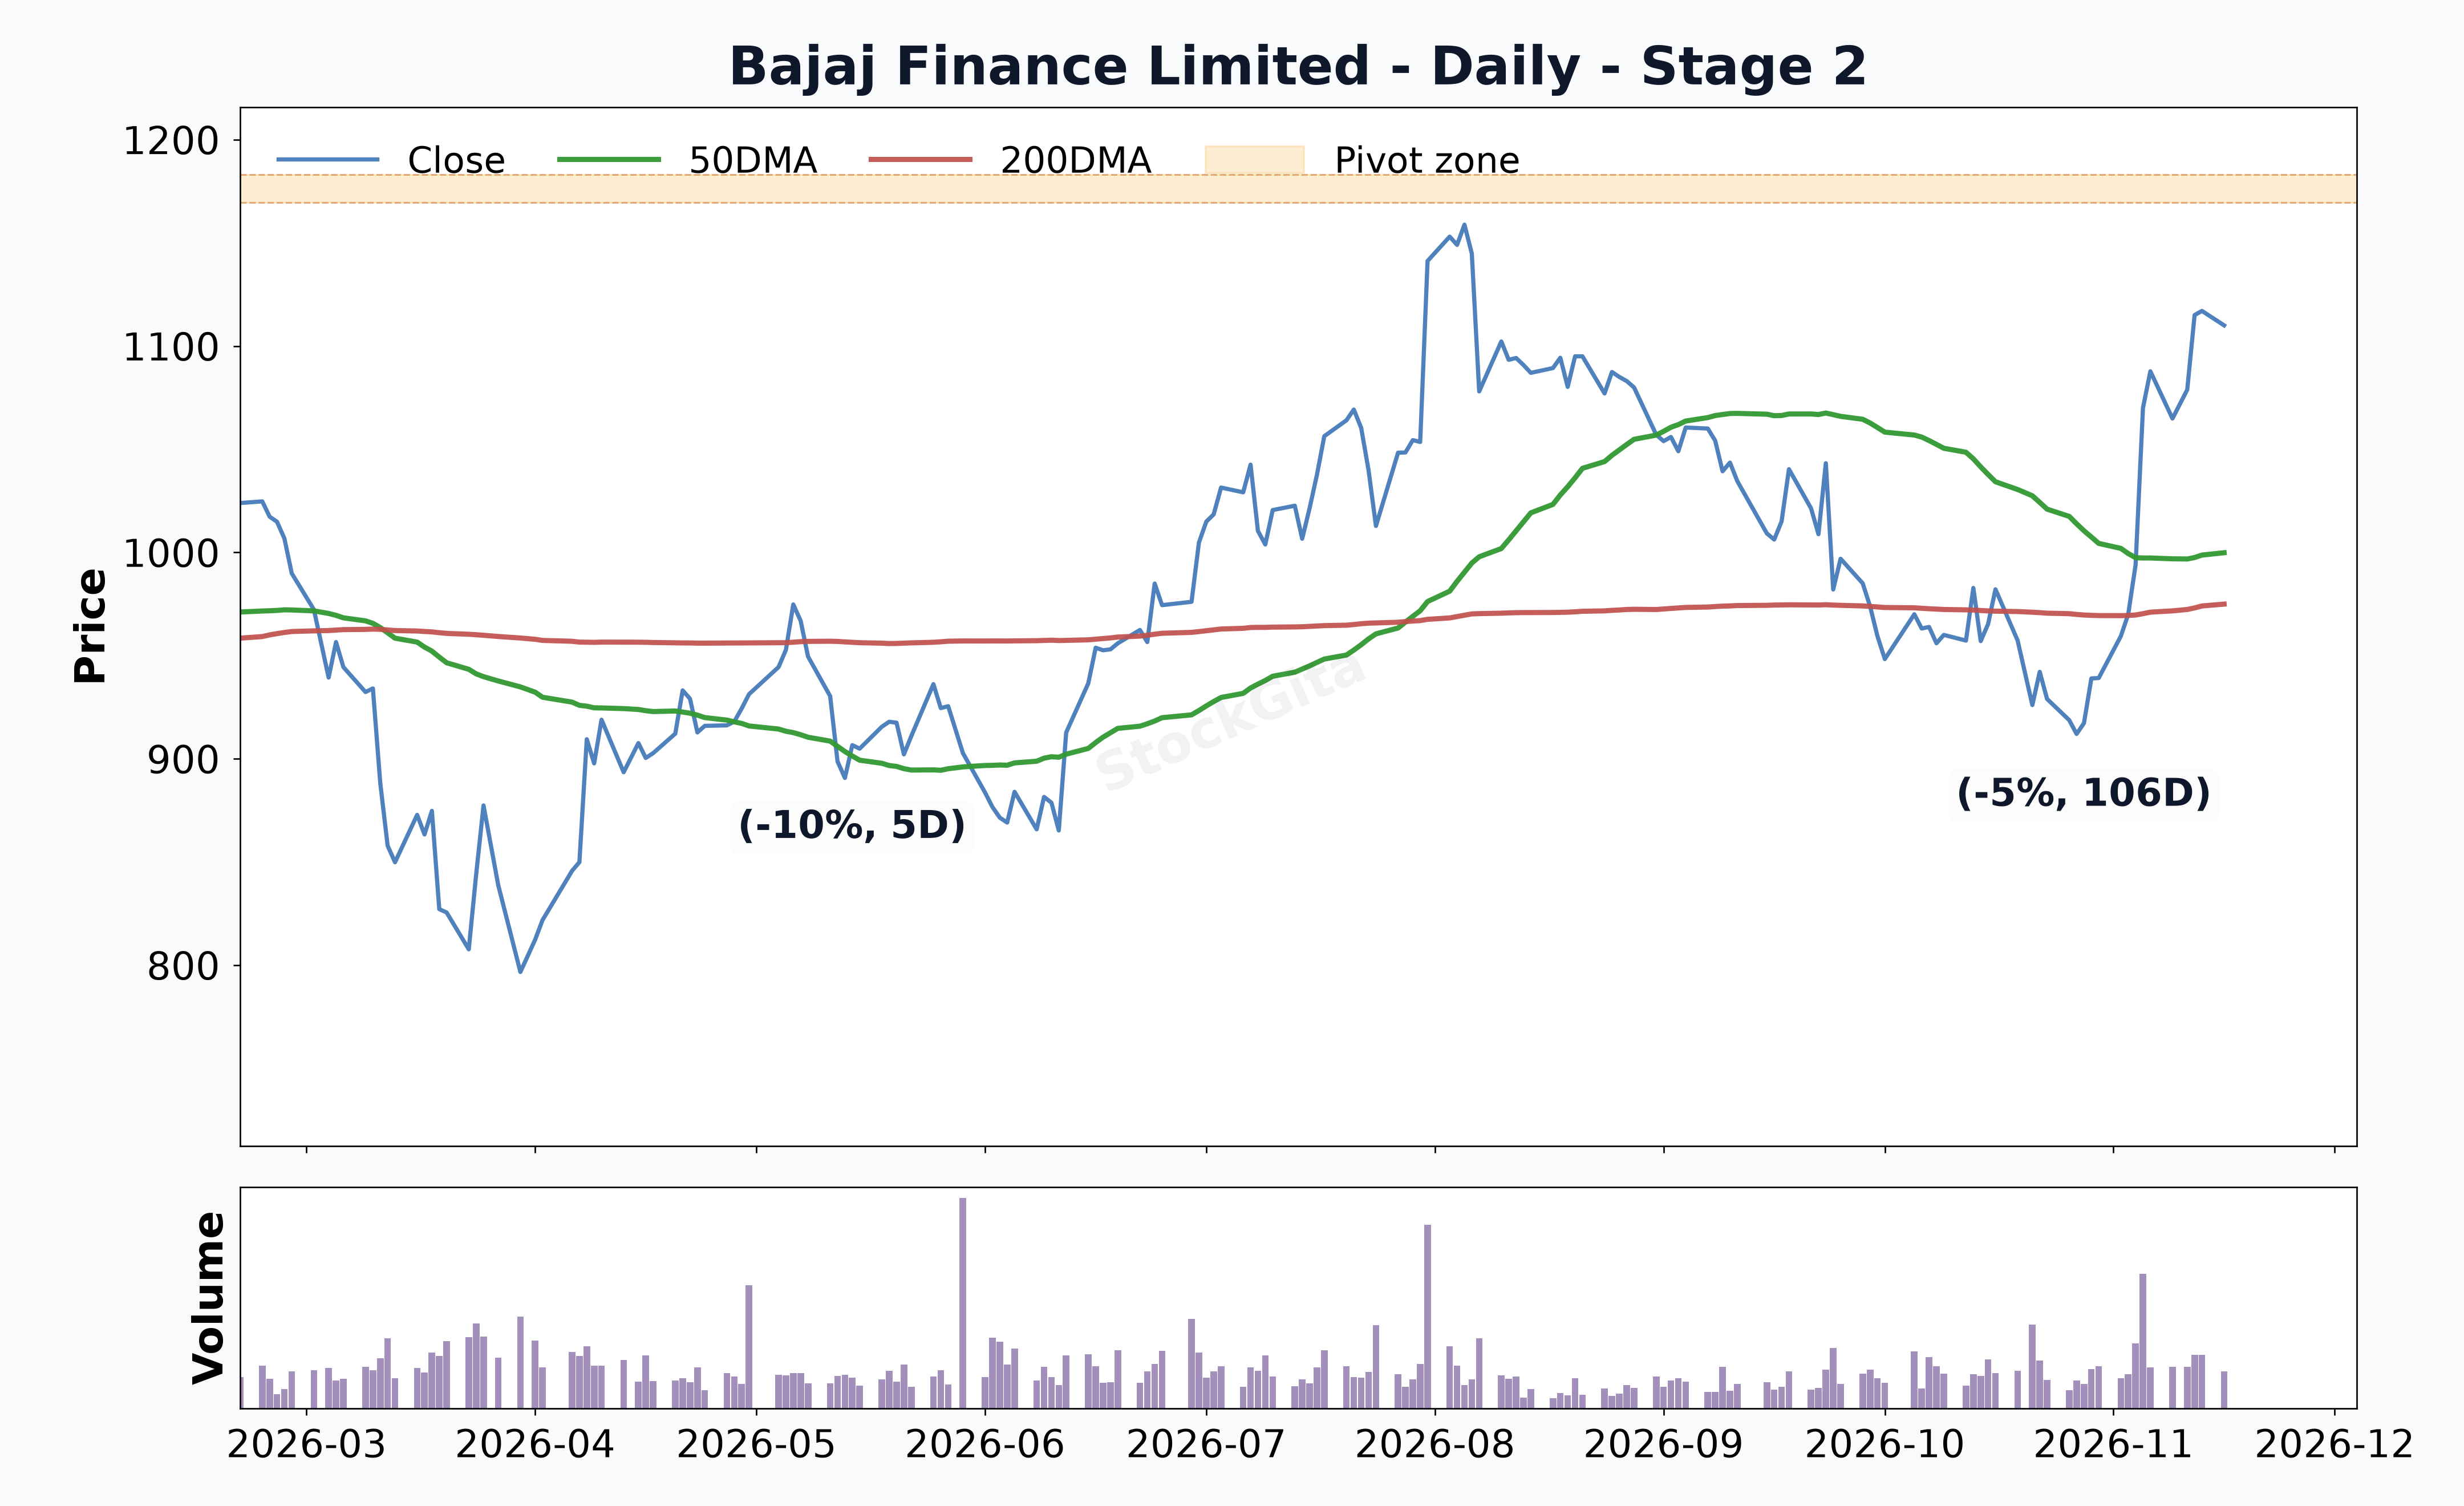 Bajaj Finance Limited - Daily - Stage 2
Close 50DMA 200DMA Pivot zone
1200
1100
1000
900
800
Price
StockGita
(-10%, 5D)
(-5%, 106D)
Volume
2026-03 2026-04 2026-05 2026-06 2026-07 2026-08 2026-09 2026-10 2026-11 2026-12